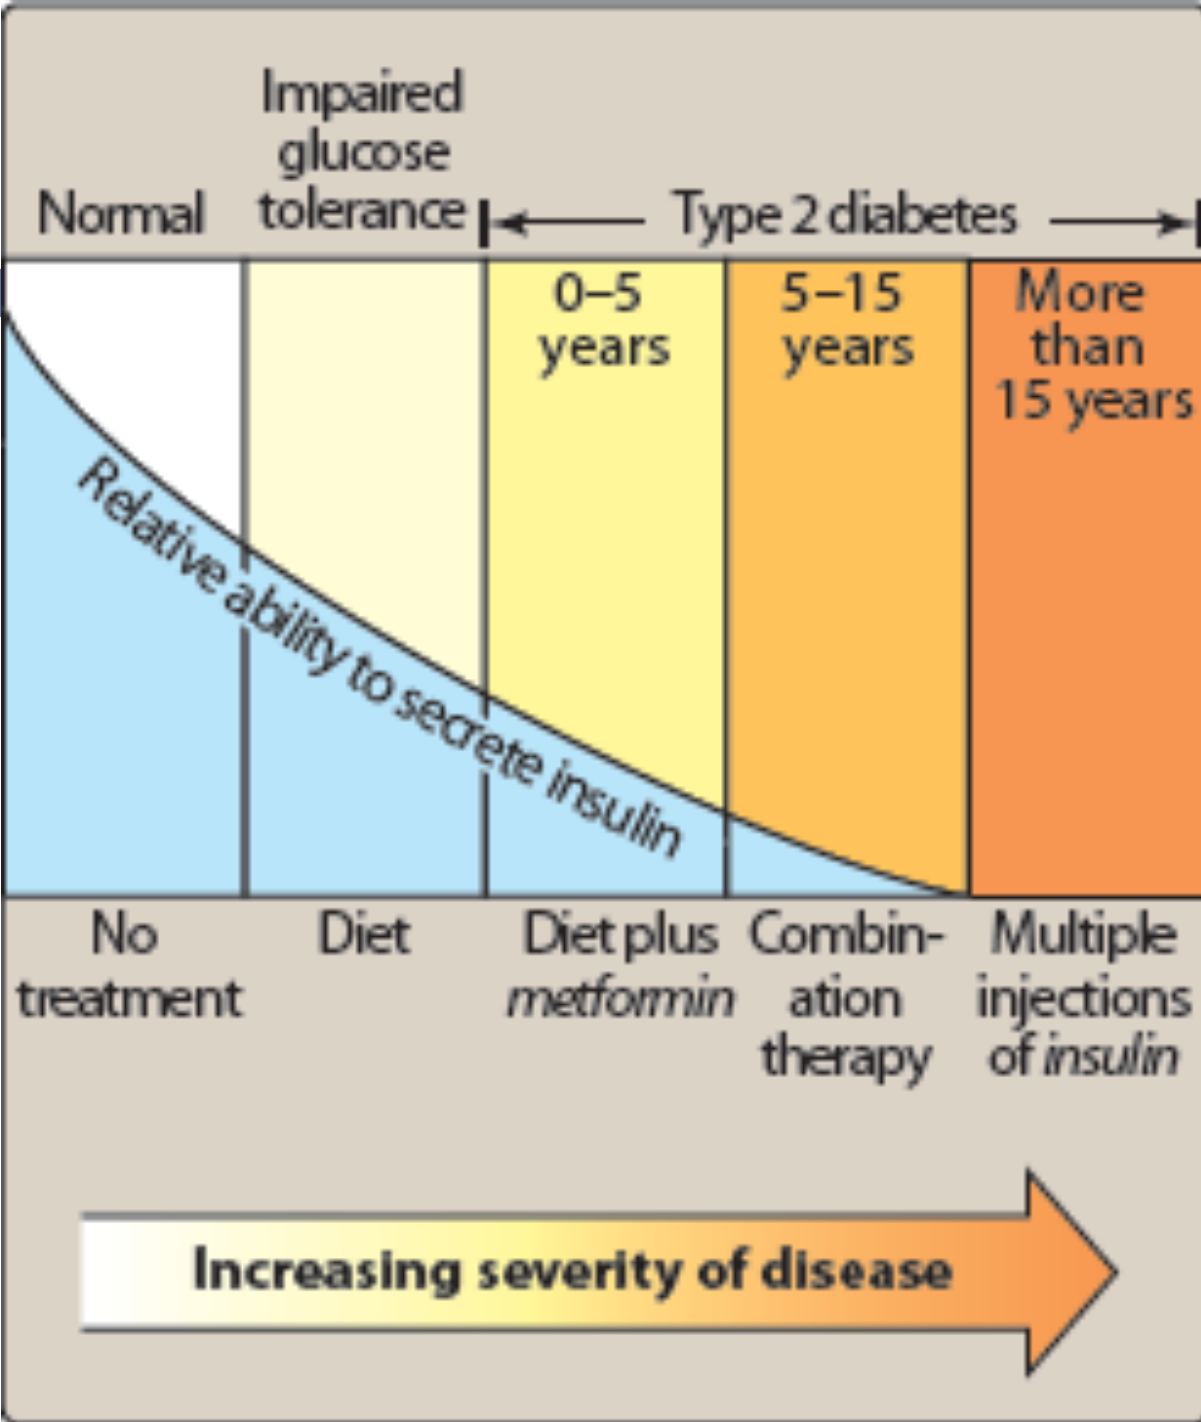 Impaired
glucose
Normal tolerance Type 2 diabetes
0–5
years
5–15
years
More
than
15 years
Relative ability to secrete insulin
No
treatment
Diet
Diet plus
metformin
Combin-
ation
therapy
Multiple
injections
of insulin
Increasing severity of disease